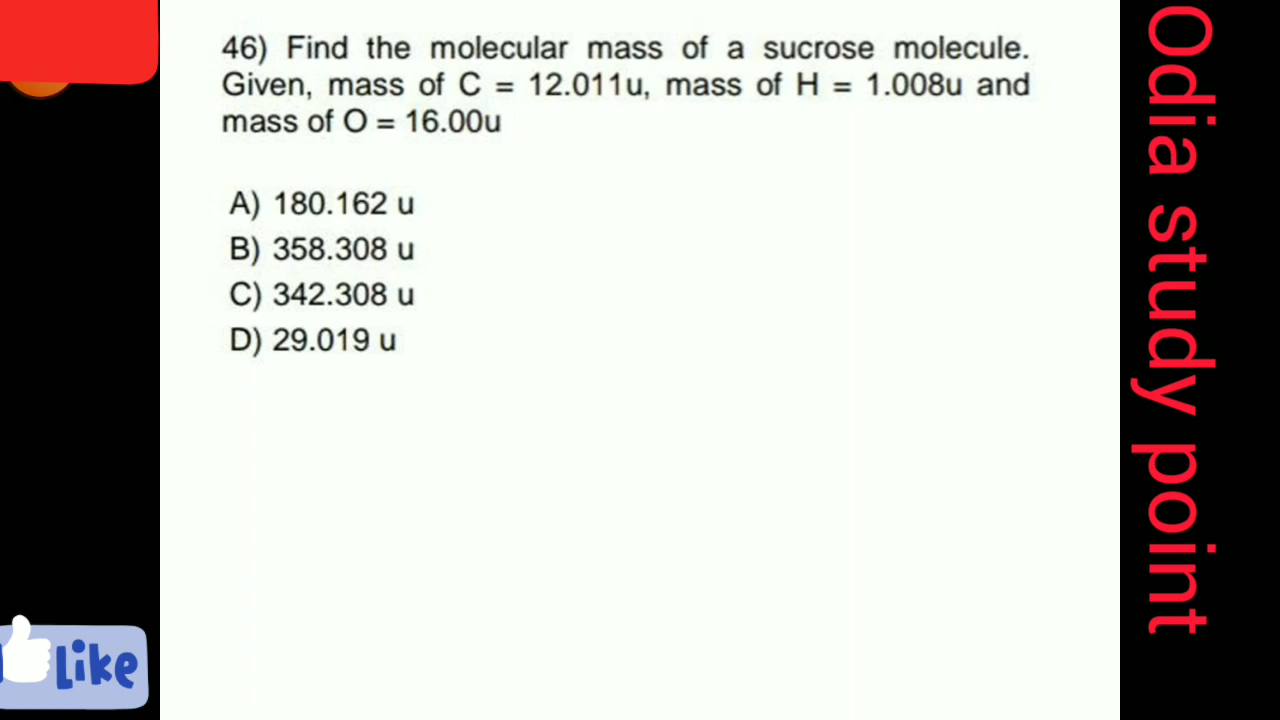 46) Find the molecular mass of a sucrose molecule.
Given, mass of C = 12.011u, mass of H = 1.008u and
mass of O = 16.00u
A) 180.162 u
B) 358.308 u
C) 342.308 u
D) 29.019 u
Odia study point
Like